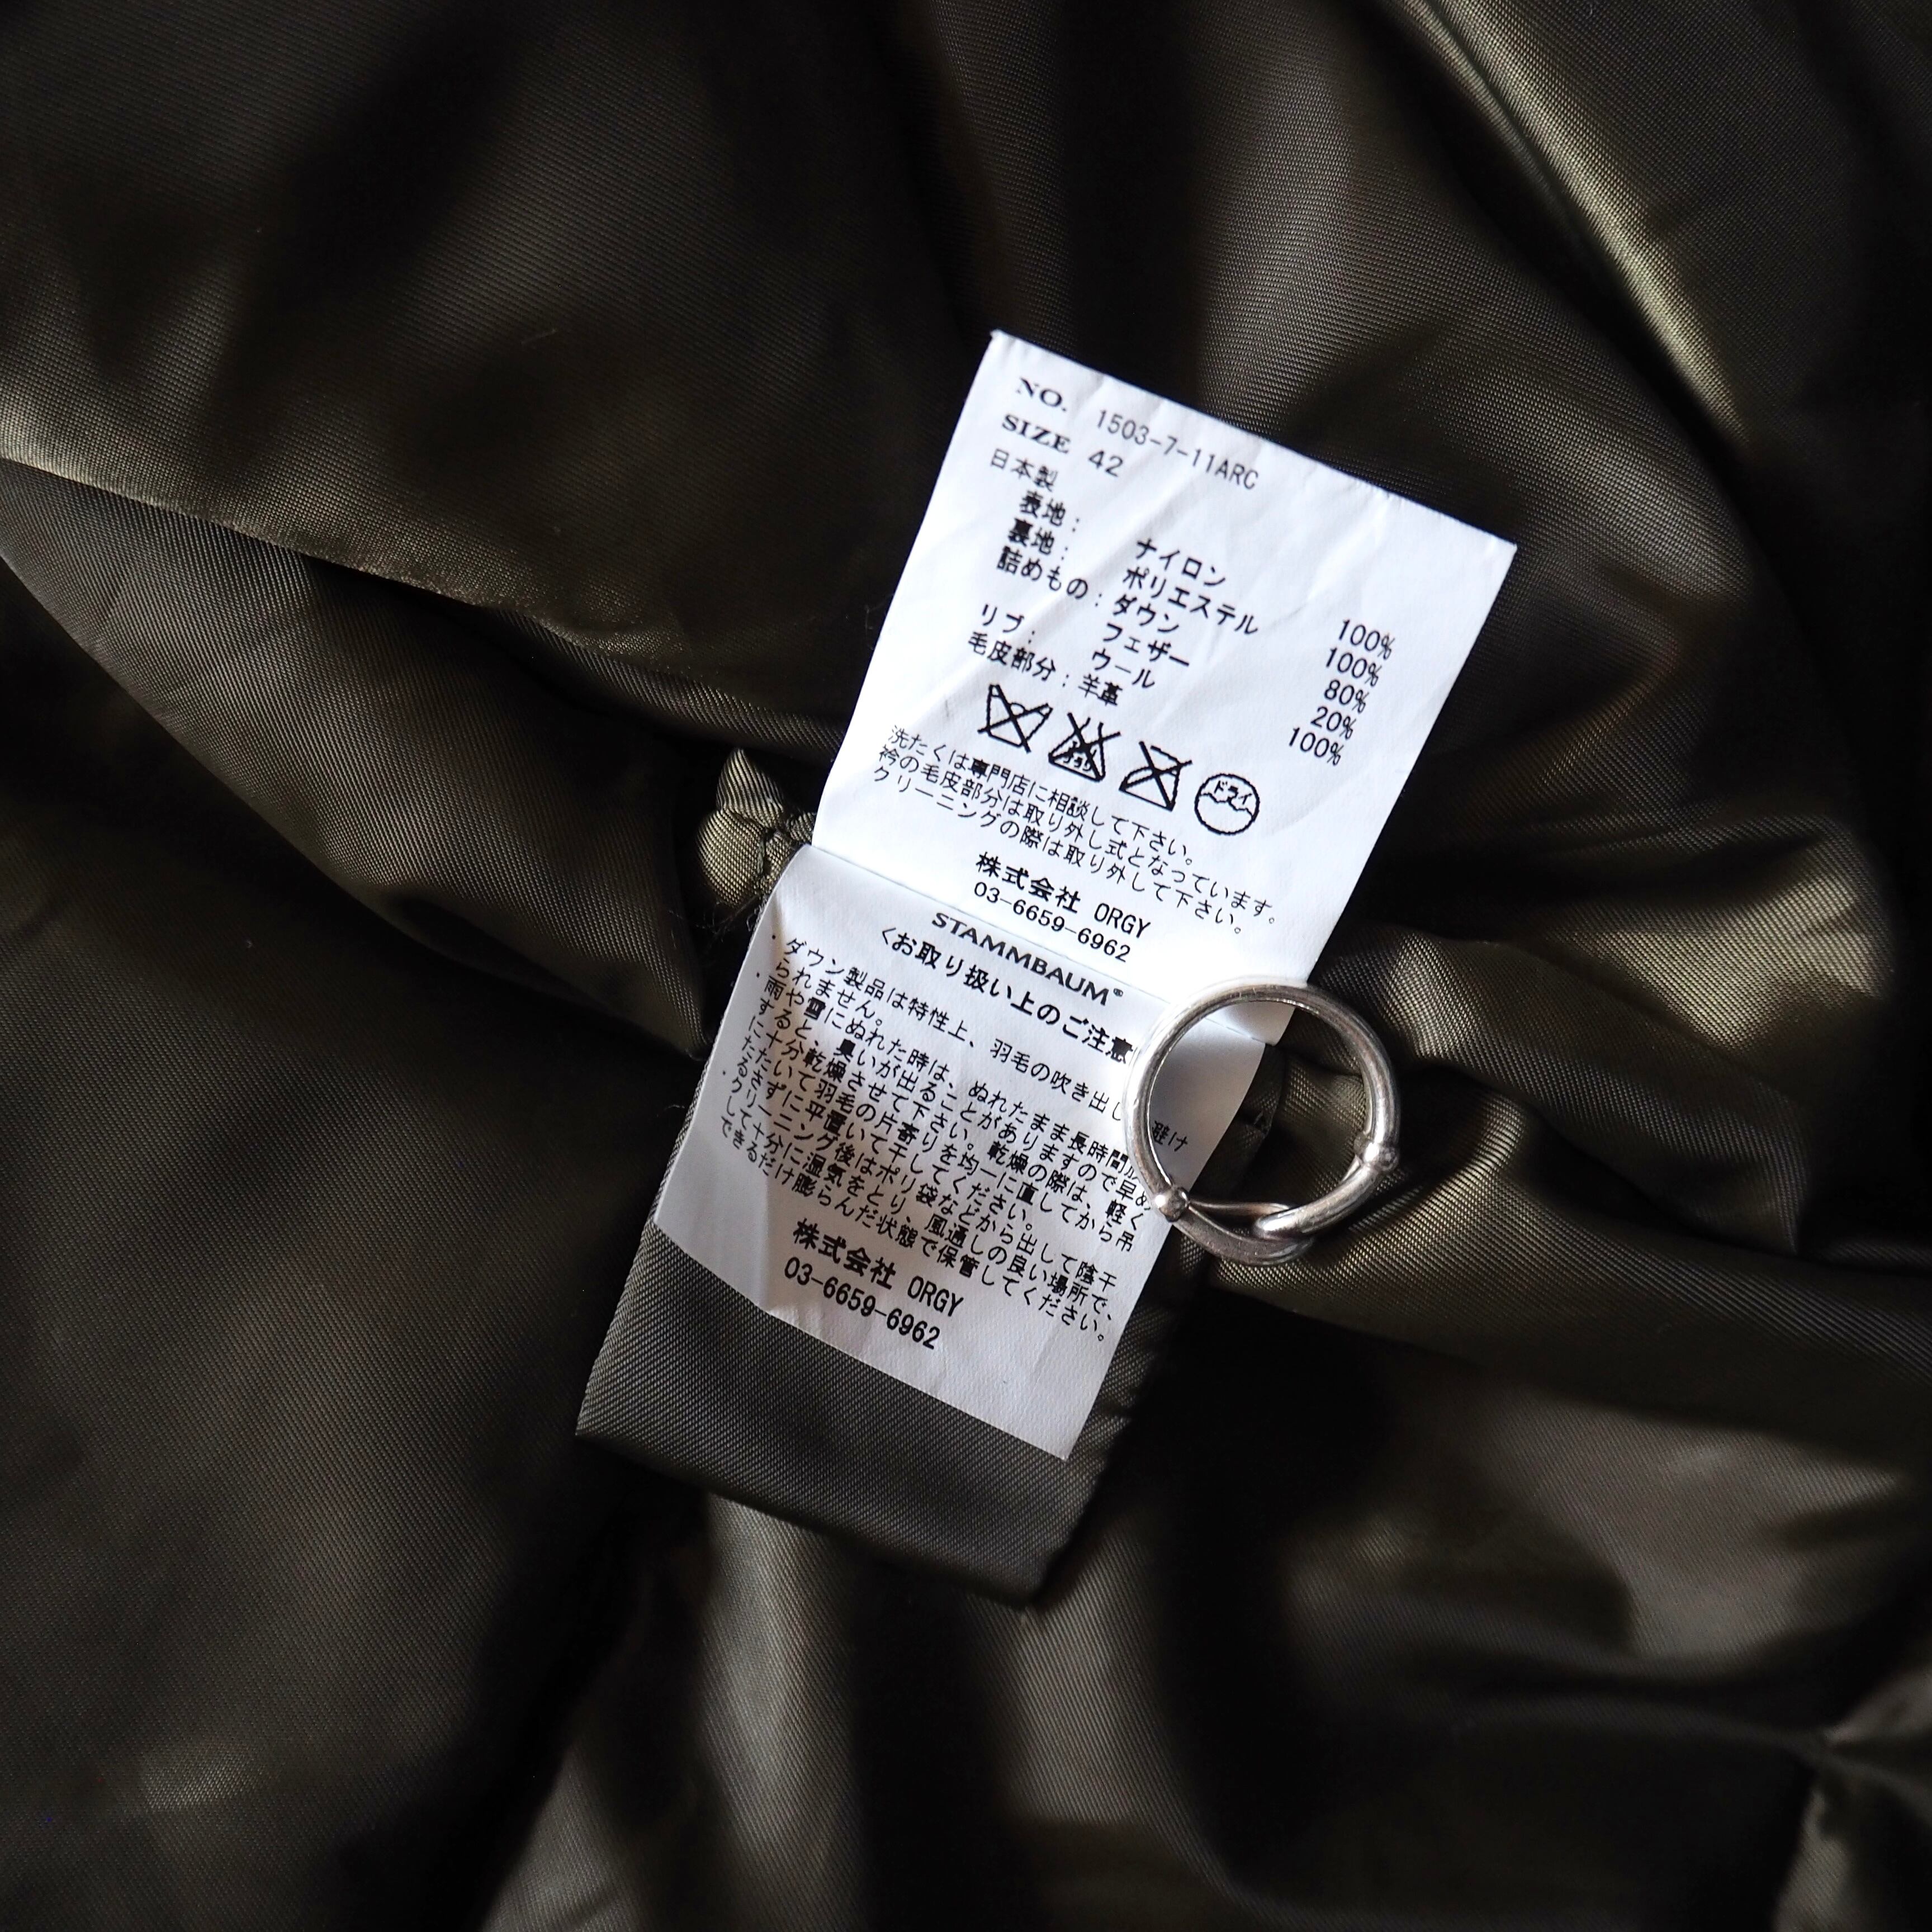 NO. 1503-7-11ARC
SIZE 42
日本製
表地: ナイロン 100%
裏地: ポリエステル 100%
詰めもの: ダウン 80%
フェザー 20%
リブ: ウール 100%
毛皮部分: 羊革
ドライ
洗たくは専門店に相談して下さい。
衿の毛皮部分は取り外し式となっています。
クリーニングの際は取り外して下さい。
株式会社 ORGY
03-6659-6962
STAMMBAUM®
〈お取り扱い上のご注意
・ダウン製品は特性上、羽毛の吹き出し 避け
られません。
・雨や雪にぬれた時は、ぬれたまま長時間
すると、臭いが出ることがありますので早め
に十分乾燥させて下さい。乾燥の際は、軽く
たたいて羽毛の片寄りを均一に直してから吊
るさずに平置いて干してください。
・クリーニング後はポリ袋などから出して陰干
しして十分に湿気をとり、風通しの良い場所で、
できるだけ膨らんだ状態で保管してください。
株式会社 ORGY
03-6659-6962